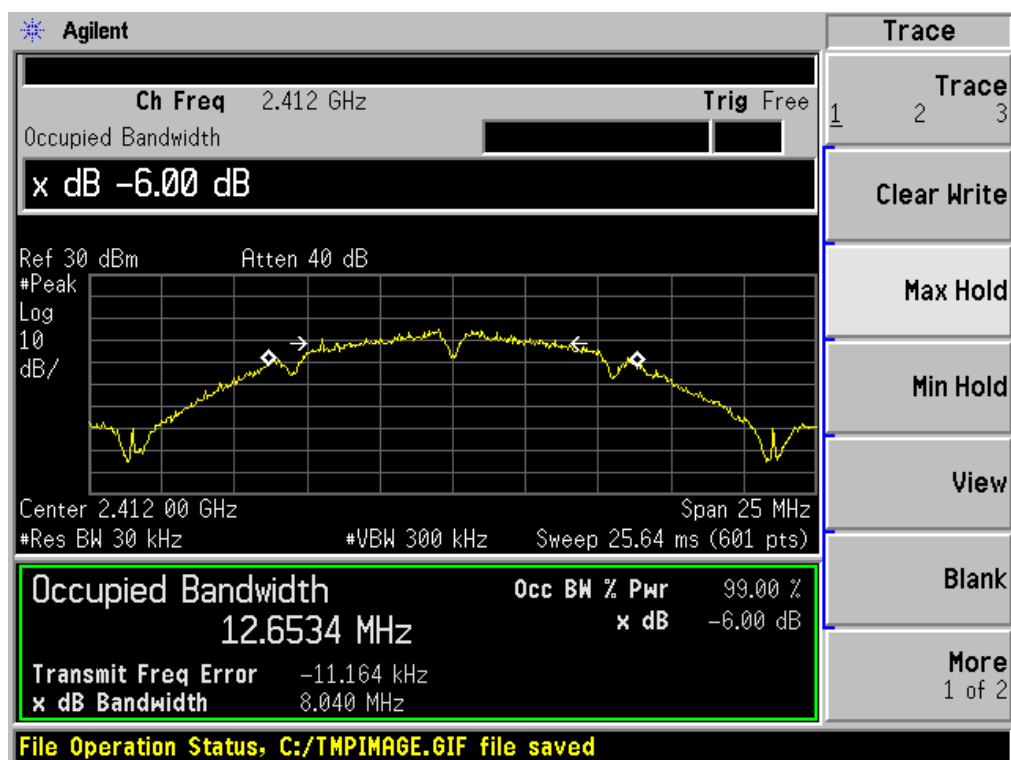 Agilent
Trace
Ch Freq 2.412 GHz Trig Free
Occupied Bandwidth
x dB -6.00 dB
Ref 30 dBm Atten 40 dB
#Peak
Log
10
dB/
Center 2.412 00 GHz Span 25 MHz
#Res BW 30 kHz #VBW 300 kHz Sweep 25.64 ms (601 pts)
Occupied Bandwidth Occ BW % Pwr 99.00 %
12.6534 MHz x dB -6.00 dB
Transmit Freq Error -11.164 kHz
x dB Bandwidth 8.040 MHz
File Operation Status, C:/TMPIMAGE.GIF file saved
Trace
1 2 3
Clear Write
Max Hold
Min Hold
View
Blank
More
1 of 2